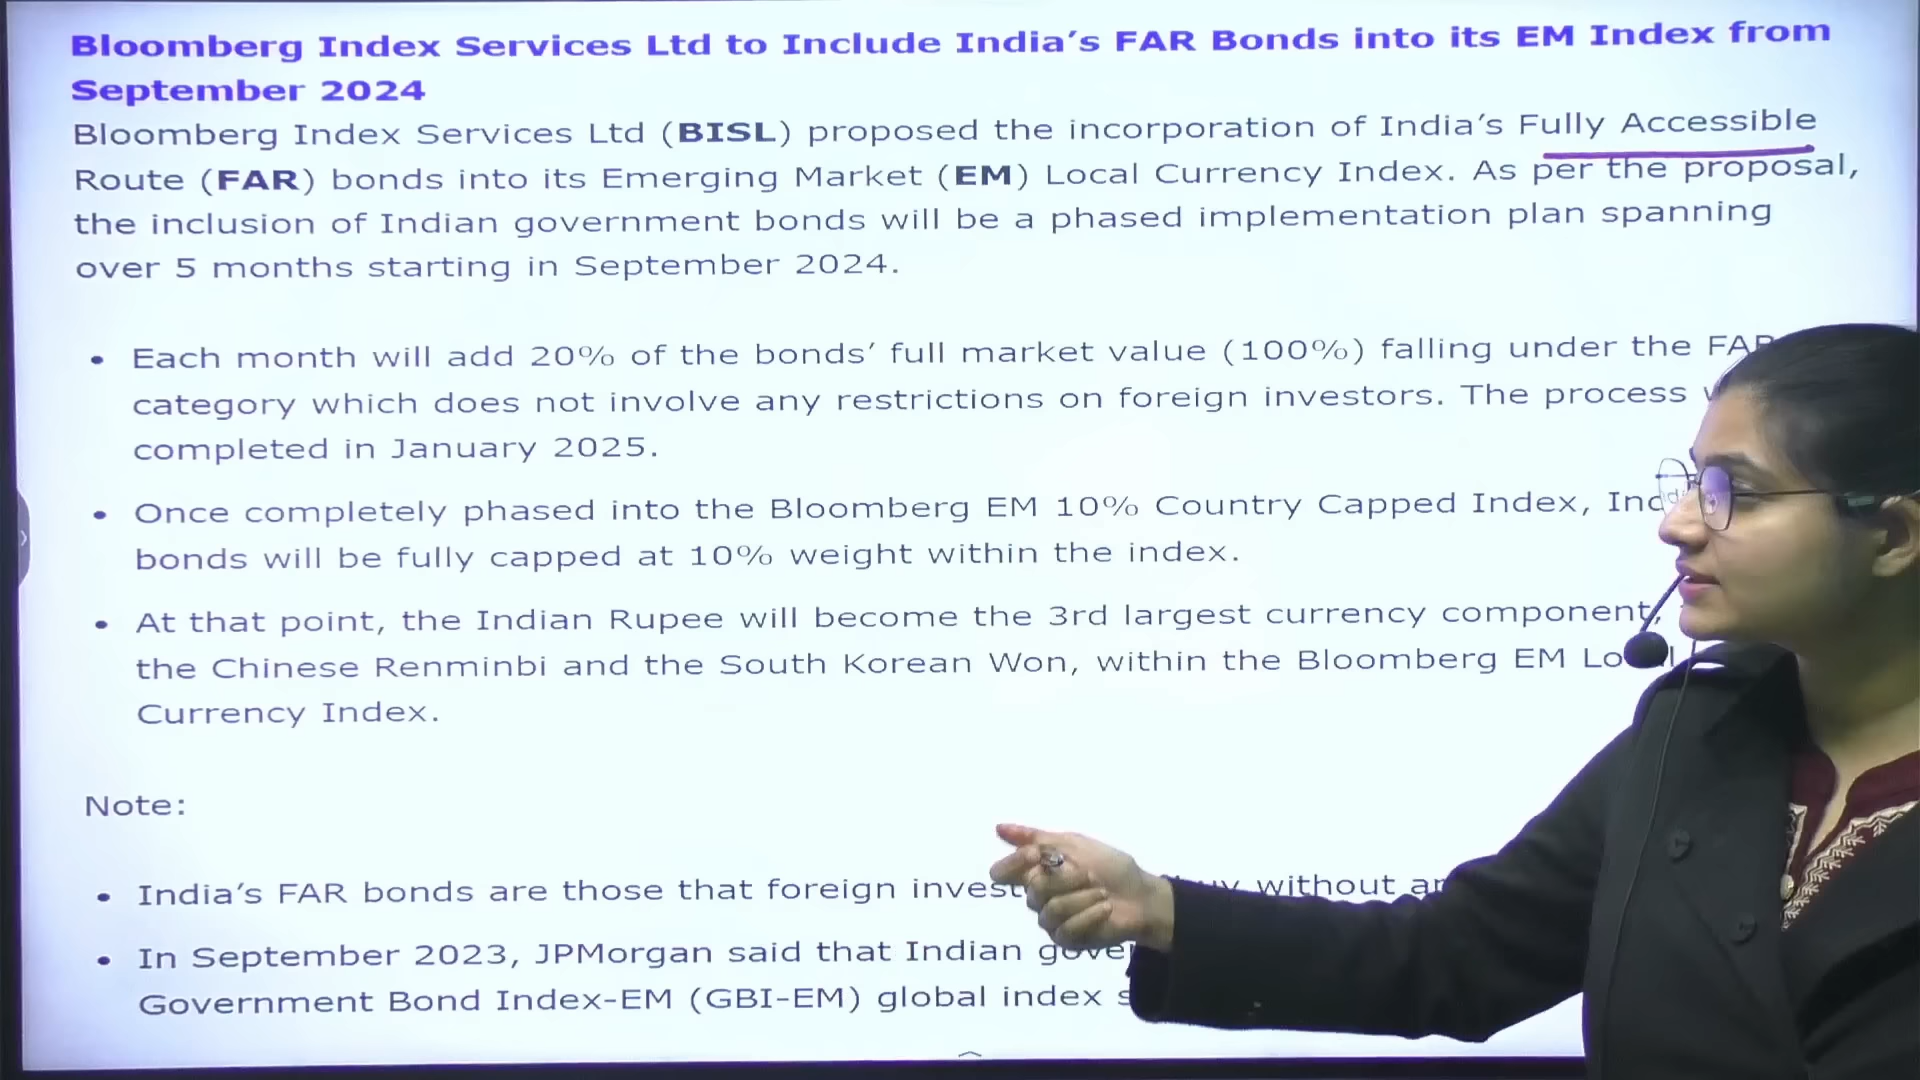 Bloomberg Index Services Ltd to Include India’s FAR Bonds into its EM Index from
September 2024
Bloomberg Index Services Ltd (BISL) proposed the incorporation of India’s Fully Accessible
Route (FAR) bonds into its Emerging Market (EM) Local Currency Index. As per the proposal,
the inclusion of Indian government bonds will be a phased implementation plan spanning
over 5 months starting in September 2024.
• Each month will add 20% of the bonds’ full market value (100%) falling under the FAR
category which does not involve any restrictions on foreign investors. The process
completed in January 2025.
• Once completely phased into the Bloomberg EM 10% Country Capped Index,
bonds will be fully capped at 10% weight within the index.
• At that point, the Indian Rupee will become the 3rd largest currency component,
the Chinese Renminbi and the South Korean Won, within the Bloomberg EM Local
Currency Index.
Note:
• India’s FAR bonds are those that foreign without
• In September 2023, JPMorgan said that Indian
Government Bond Index-EM (GBI-EM) global index